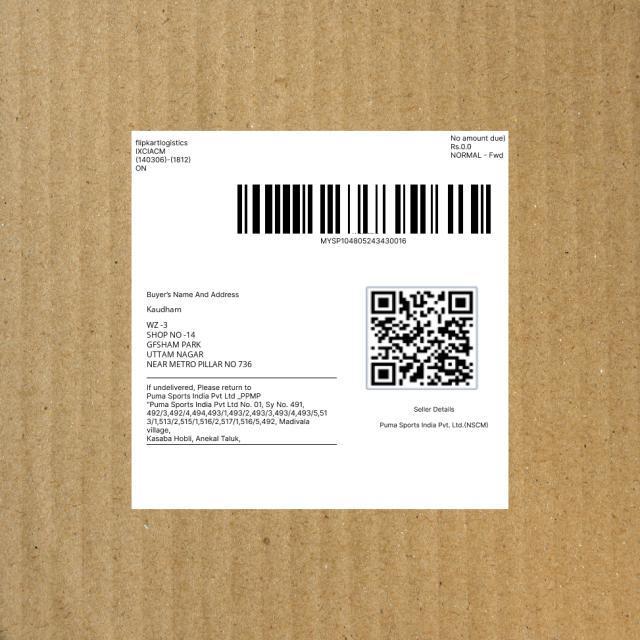 flipkartlogistics
IXCIACM
(140306)-(1812)
ON
No amount due)
Rs.0.0
NORMAL - Fwd
MYSP104805243430016
Buyer's Name And Address
Kaudham
WZ -3
SHOP NO -14
GFSHAM PARK
UTTAM NAGAR
NEAR METRO PILLAR NO 736
If undelivered, Please return to
Puma Sports India Pvt Ltd _PPMP
"Puma Sports India Pvt Ltd No. 01, Sy No. 491,
492/3,492/4,494,493/1,493/2,493/3,493/4,493/5,51
3/1,513/2,515/1,516/2,517/1,516/5,492, Madivala
village,
Kasaba Hobli, Anekal Taluk,
Seller Details
Puma Sports India Pvt. Ltd.(NSCM)